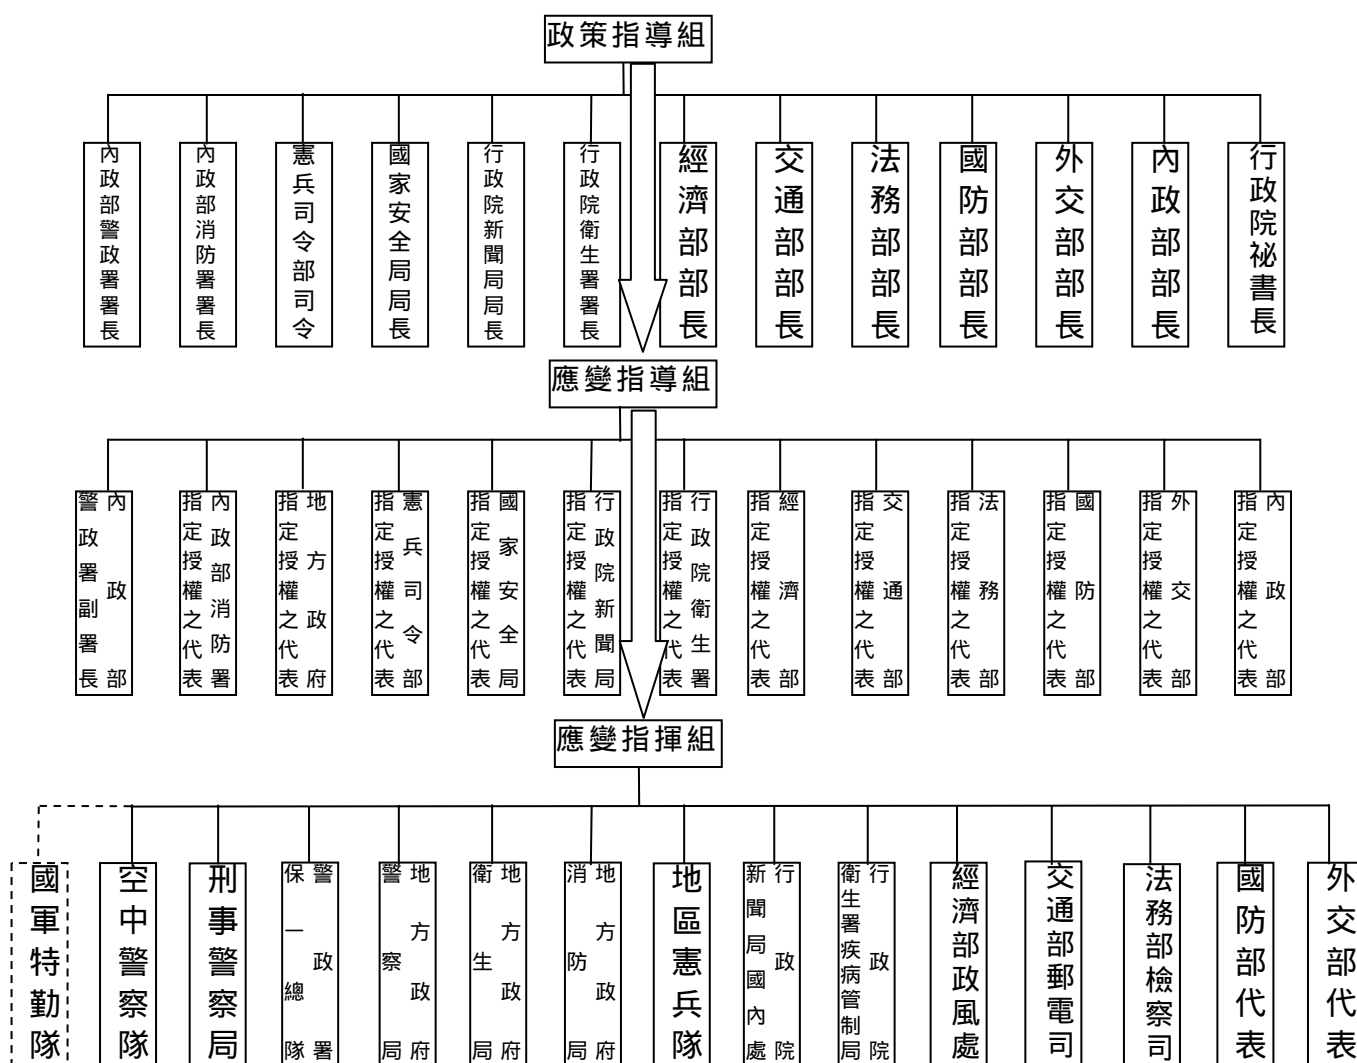 政策指導組
內政部警政署署長
內政部消防署署長
憲兵司令部司令
國家安全局局長
行政院新聞局局長
行政院衛生署署長
經濟部部長
交通部部長
法務部部長
國防部部長
外交部部長
內政部部長
行政院祕書長
應變指導組
內政部
警政署副署長
內政部消防署
指定授權之代表
地方政府
指定授權之代表
憲兵司令部
指定授權之代表
國家安全局
指定授權之代表
行政院新聞局
指定授權之代表
行政院衛生署
指定授權之代表
經濟部
指定授權之代表
交通部
指定授權之代表
法務部
指定授權之代表
國防部
指定授權之代表
外交部
指定授權之代表
內政部
指定授權之代表
應變指揮組
國軍特勤隊
空中警察隊
刑事警察局
警政署
保一總隊
地方政府
警察局
地方政府
衛生局
地方政府
消防局
地區憲兵隊
行政院
新聞局國內處
行政院
衛生署疾病管制局
經濟部政風處
交通部郵電司
法務部檢察司
國防部代表
外交部代表